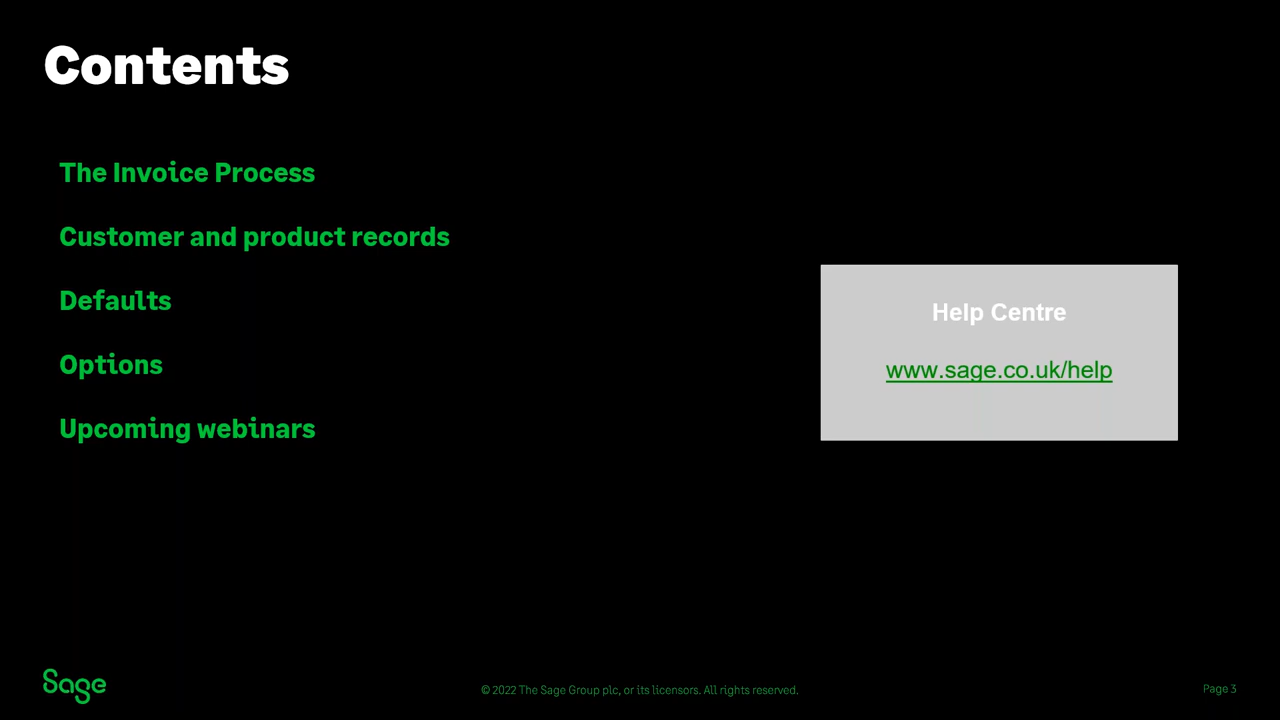 Contents
The Invoice Process
Customer and product records
Defaults
Options
Upcoming webinars
Help Centre
www.sage.co.uk/help
Sage
© 2022 The Sage Group plc, or its licensors. All rights reserved.
Page 3